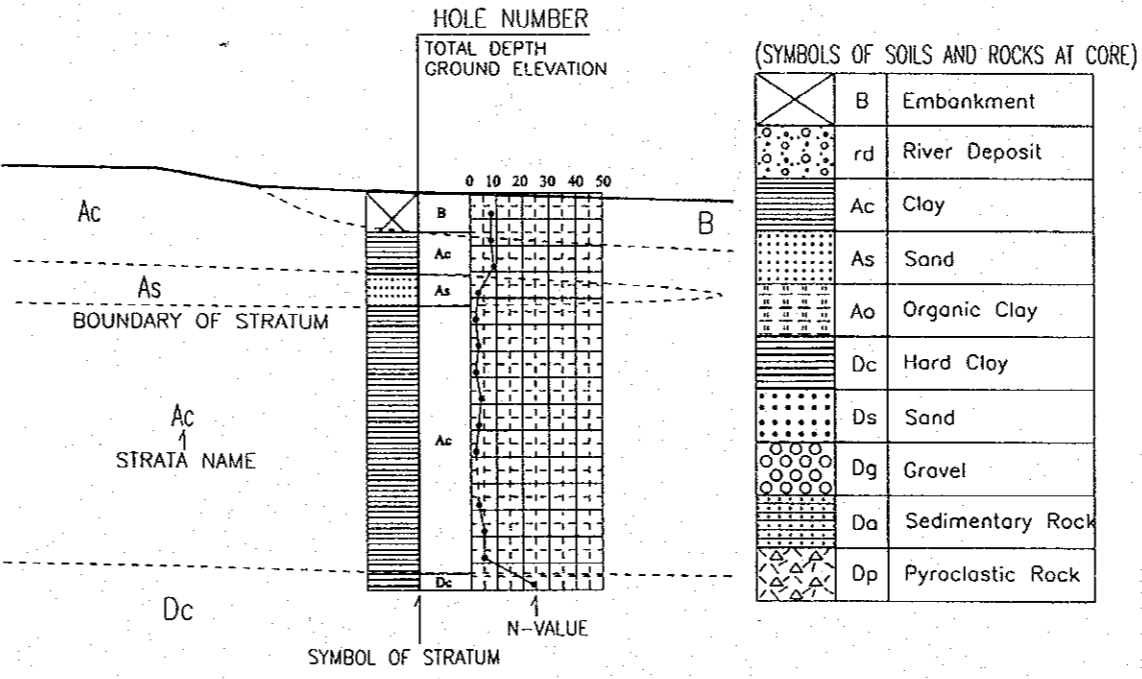 HOLE NUMBER
TOTAL DEPTH
GROUND ELEVATION
0 10 20 30 40 50
Ac
B
B
Ac
As
As
BOUNDARY OF STRATUM
Ac
STRATA NAME
Ac
Dc
Dc
N-VALUE
SYMBOL OF STRATUM
(SYMBOLS OF SOILS AND ROCKS AT CORE)
B Embankment
rd River Deposit
Ac Clay
As Sand
Ao Organic Clay
Dc Hard Clay
Ds Sand
Dg Gravel
Da Sedimentary Rock
Dp Pyroclastic Rock